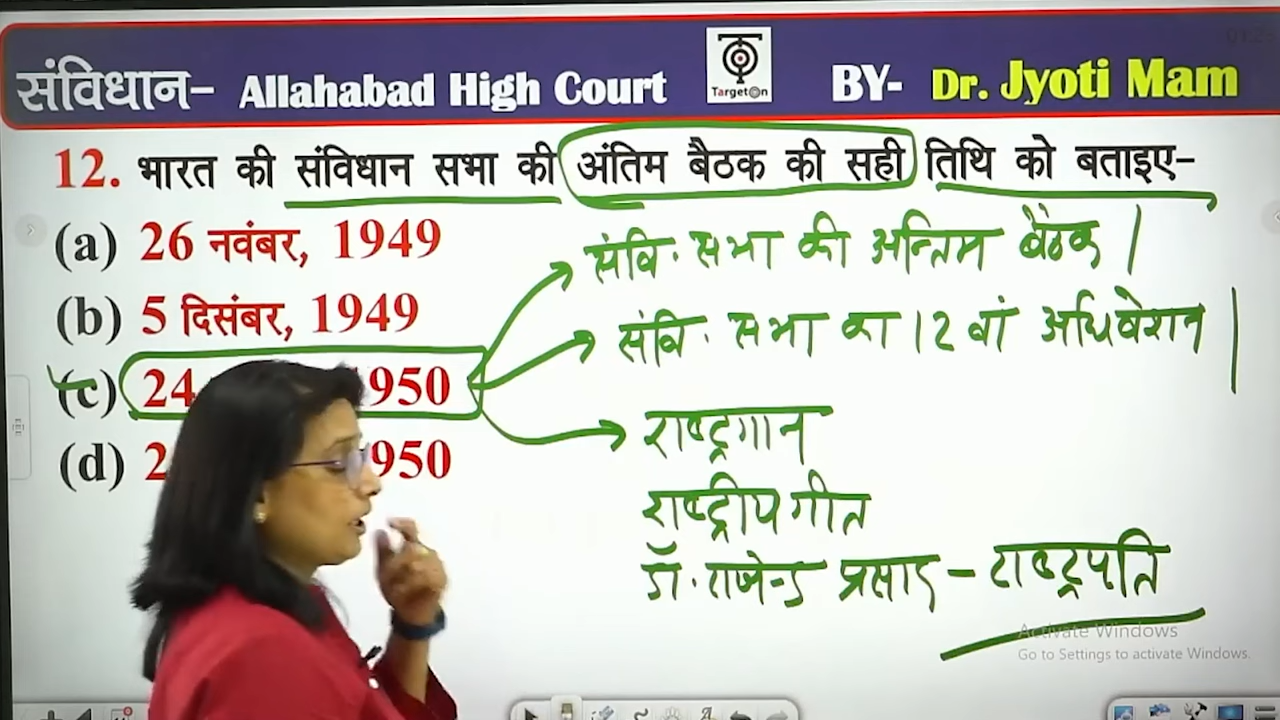 संविधान– Allahabad High Court TargetOn BY- Dr. Jyoti Mam
12. भारत की संविधान सभा की अंतिम बैठक की सही तिथि को बताइए–
(a) 26 नवंबर, 1949
संवि. सभा की अन्तिम बैठक |
(b) 5 दिसंबर, 1949
संवि. सभा का 12 वां अधिवेशन |
(c) 24 1950
राष्ट्रगान
(d) 2 950
राष्ट्रीय गीत
डॉ. राजेन्द्र प्रसाद – राष्ट्रपति
Activate Windows
Go to Settings to activate Windows.